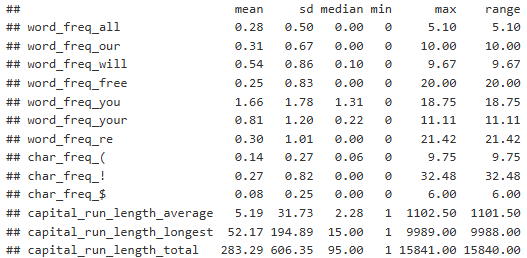 ## mean sd median min max range
## word_freq_all 0.28 0.50 0.00 0 5.10 5.10
## word_freq_our 0.31 0.67 0.00 0 10.00 10.00
## word_freq_will 0.54 0.86 0.10 0 9.67 9.67
## word_freq_free 0.25 0.83 0.00 0 20.00 20.00
## word_freq_you 1.66 1.78 1.31 0 18.75 18.75
## word_freq_your 0.81 1.20 0.22 0 11.11 11.11
## word_freq_re 0.30 1.01 0.00 0 21.42 21.42
## char_freq_( 0.14 0.27 0.06 0 9.75 9.75
## char_freq_! 0.27 0.82 0.00 0 32.48 32.48
## char_freq_$ 0.08 0.25 0.00 0 6.00 6.00
## capital_run_length_average 5.19 31.73 2.28 1 1102.50 1101.50
## capital_run_length_longest 52.17 194.89 15.00 1 9989.00 9988.00
## capital_run_length_total 283.29 606.35 95.00 1 15841.00 15840.00